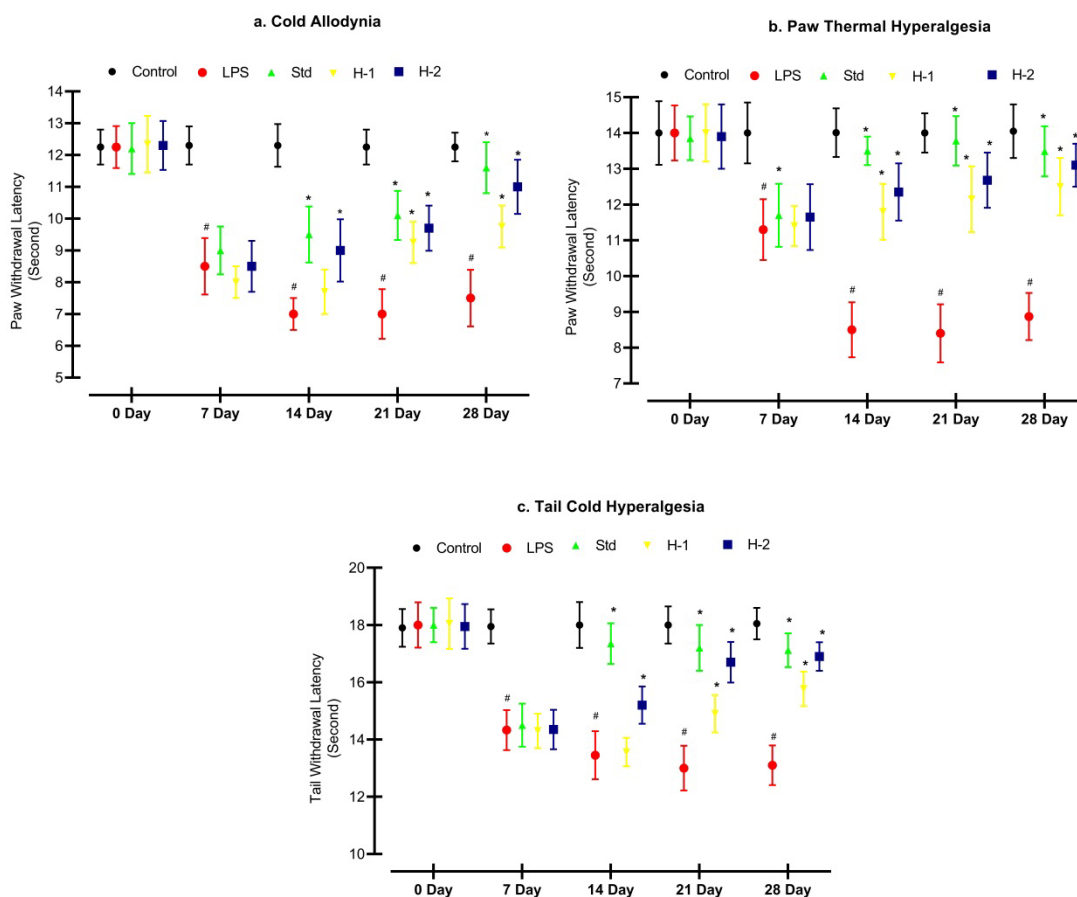 a. Cold Allodynia
Control LPS Std H-1 H-2
Paw Withdrawal Latency
(Second)
14
13
12
11
10
9
8
7
6
5
# # # #
* * * * * * * *
0 Day 7 Day 14 Day 21 Day 28 Day
b. Paw Thermal Hyperalgesia
Control LPS Std H-1 H-2
Paw Withdrawal Latency
(Second)
15
14
13
12
11
10
9
8
7
# # # #
* * * * * * * * * *
0 Day 7 Day 14 Day 21 Day 28 Day
c. Tail Cold Hyperalgesia
Control LPS Std H-1 H-2
Tail Withdrawal Latency
(Second)
20
18
16
14
12
10
# # # #
* * * * * * * *
0 Day 7 Day 14 Day 21 Day 28 Day